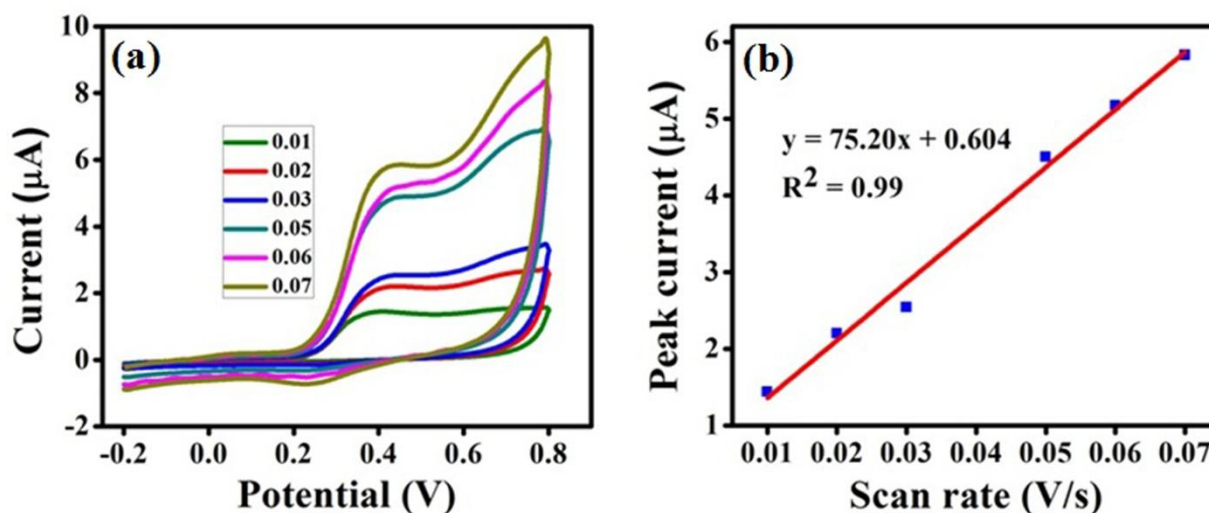 (a)
Current (μA)
10
8
6
4
2
0
-2
0.01
0.02
0.03
0.05
0.06
0.07
-0.2 0.0 0.2 0.4 0.6 0.8
Potential (V)
(b)
Peak current (μA)
6
5
4
3
2
1
y = 75.20x + 0.604
R² = 0.99
0.01 0.02 0.03 0.04 0.05 0.06 0.07
Scan rate (V/s)